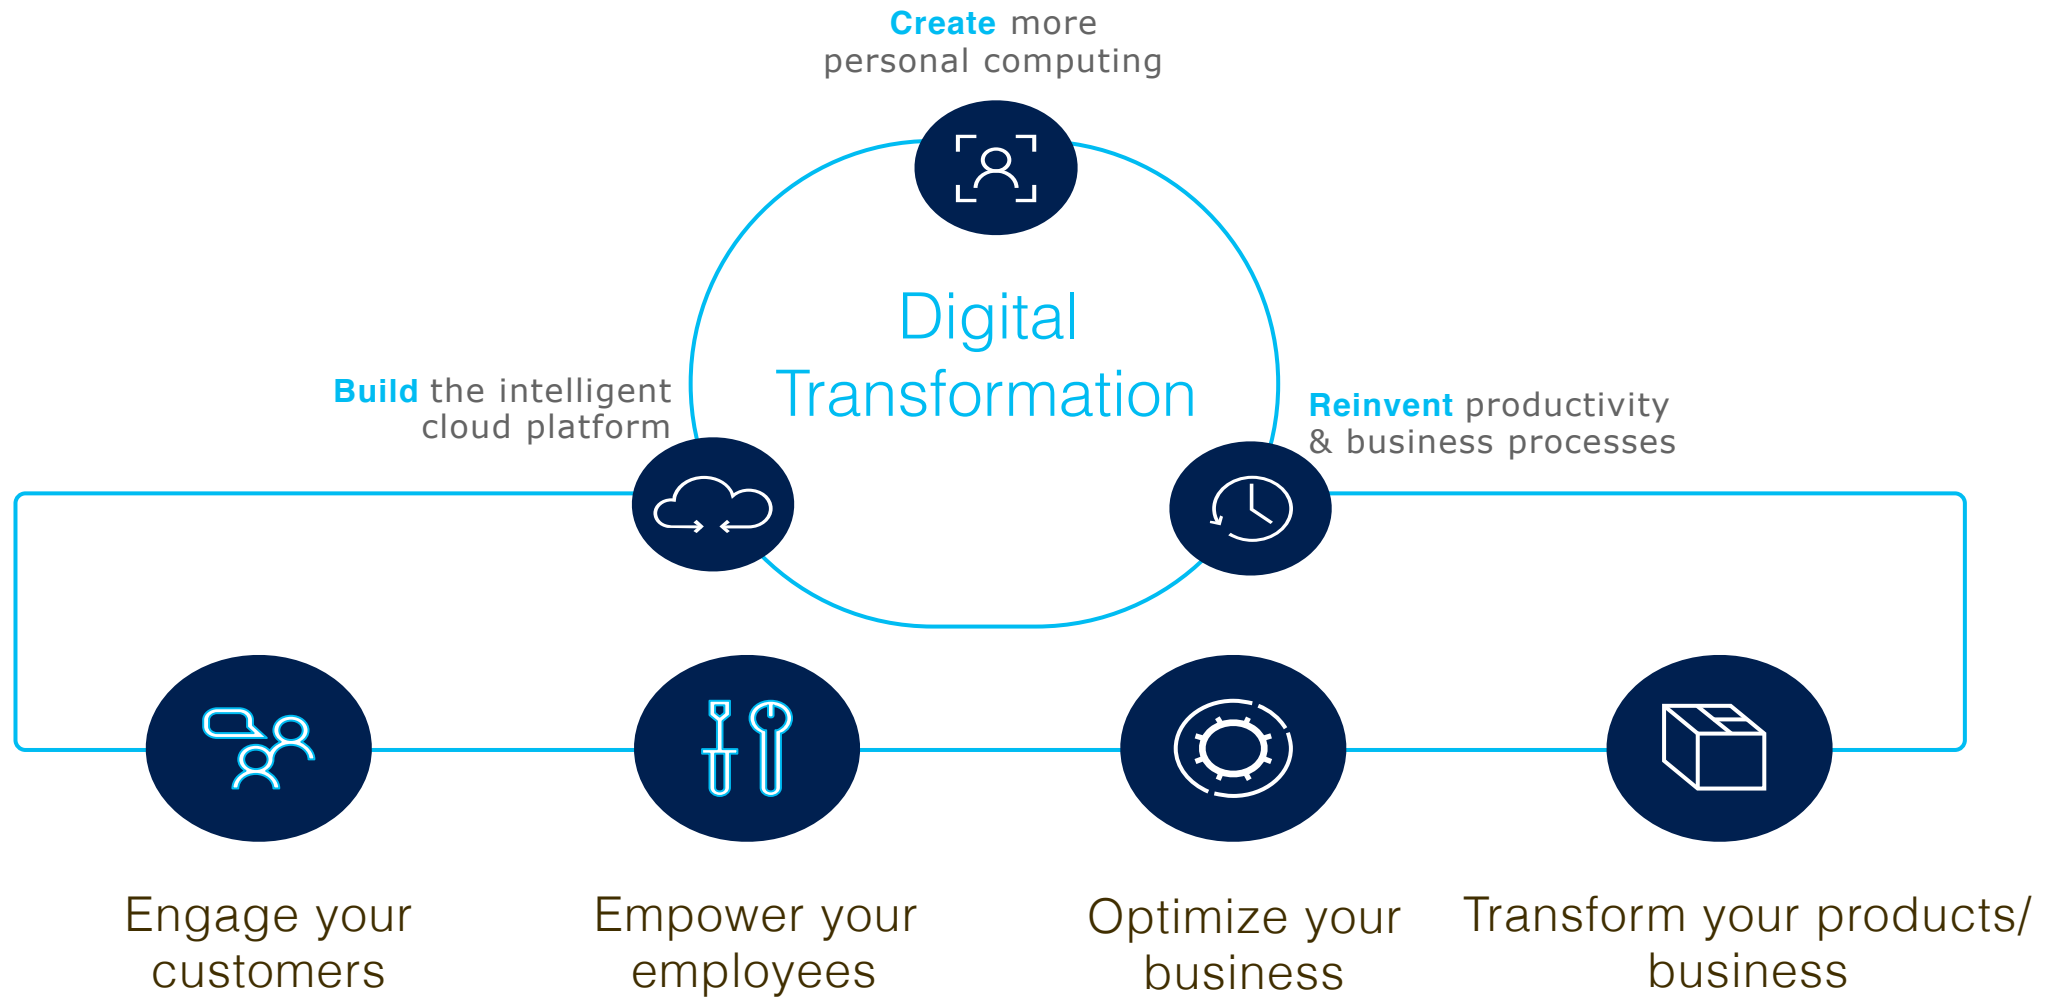 Create more
personal computing
Digital
Transformation
Build the intelligent
cloud platform
Reinvent productivity
& business processes
Engage your
customers
Empower your
employees
Optimize your
business
Transform your products/
business